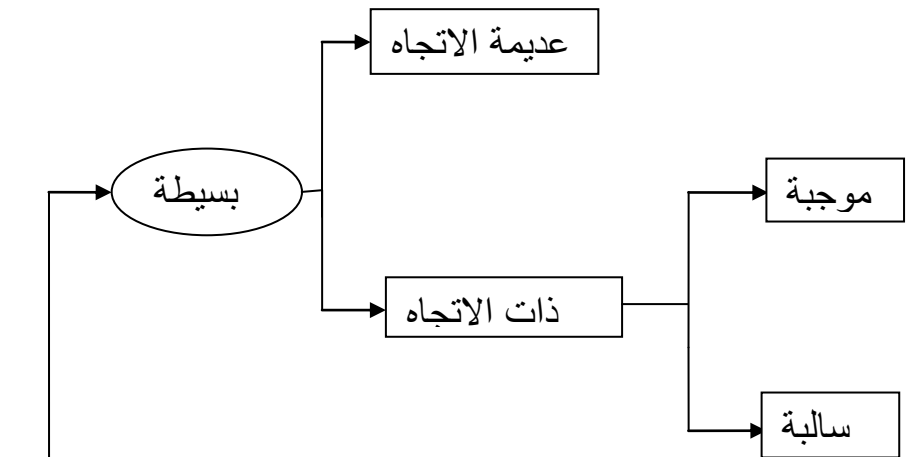 عديمة الاتجاه
بسيطة
موجبة
ذات الاتجاه
سالبة